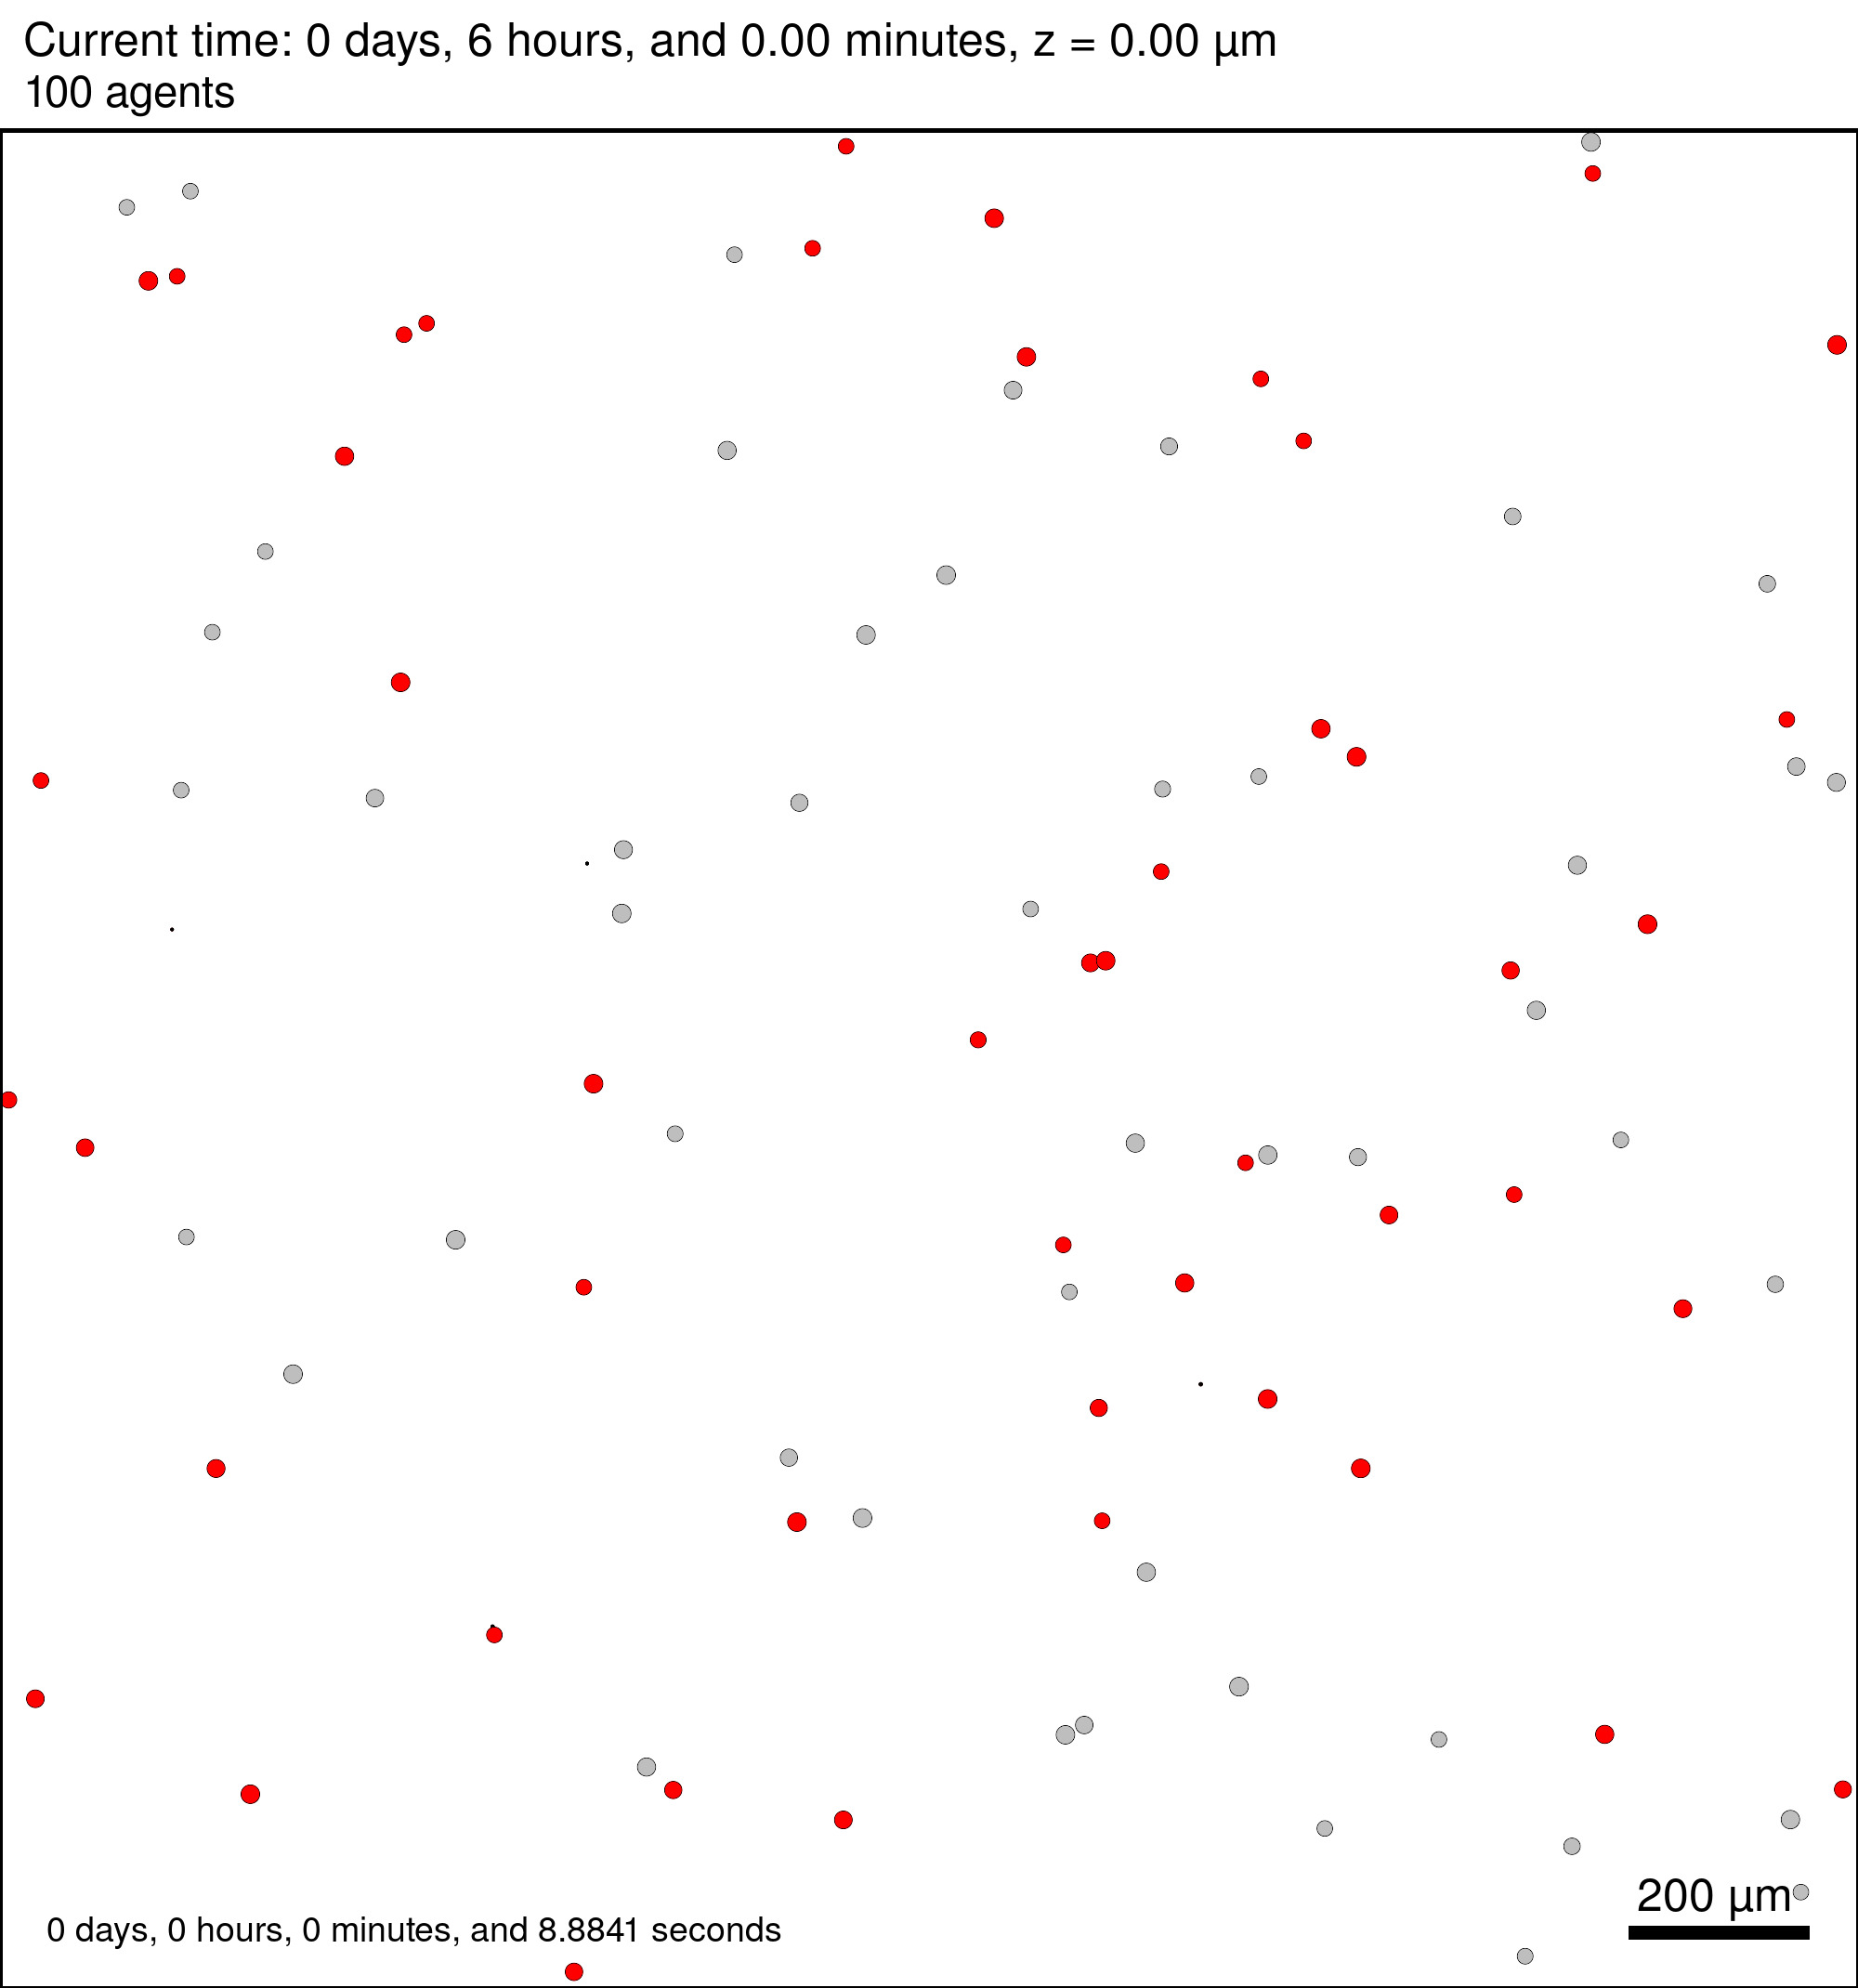 Current time: 0 days, 6 hours, and 0.00 minutes, z = 0.00 µm
100 agents
200 µm
0 days, 0 hours, 0 minutes, and 8.8841 seconds